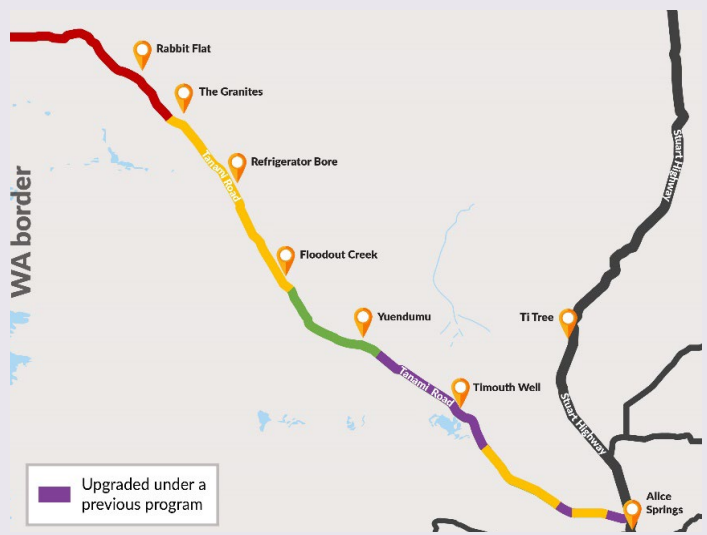 Rabbit Flat
The Granites
Tanami Road
Refrigerator Bore
Stuart Highway
WA border
Floodout Creek
Yuendumu
Ti Tree
Tanami Road
Tilmouth Well
Stuart Highway
Upgraded under a
previous program
Alice
Springs